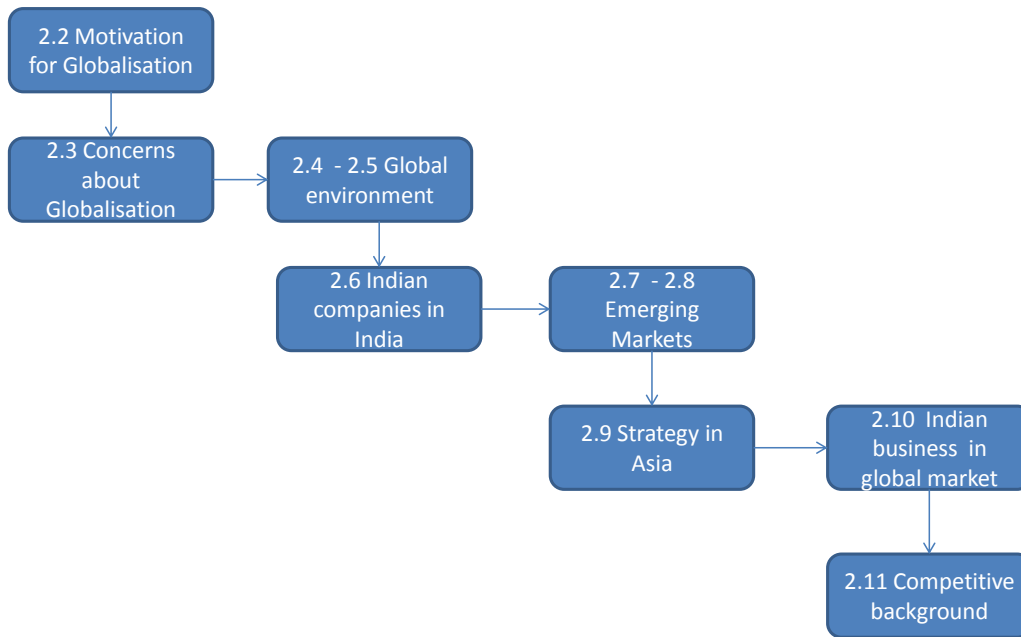 2.2 Motivation
for Globalisation
2.3 Concerns
about
Globalisation
2.4 - 2.5 Global
environment
2.6 Indian
companies in
India
2.7 - 2.8
Emerging
Markets
2.9 Strategy in
Asia
2.10 Indian
business in
global market
2.11 Competitive
background